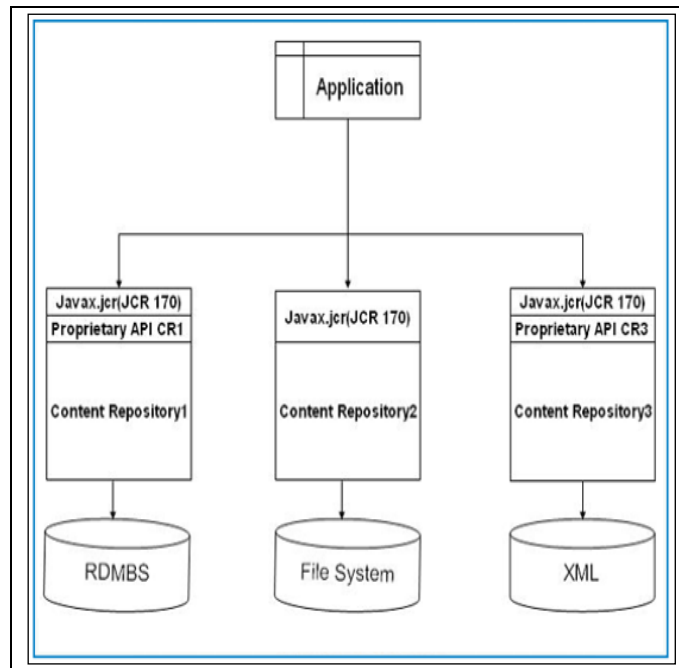 Application
Javax.jcr(JCR 170)
Proprietary API CR1
Content Repository1
RDMBS
Javax.jcr(JCR 170)
Content Repository2
File System
Javax.jcr(JCR 170)
Proprietary API CR3
Content Repository3
XML